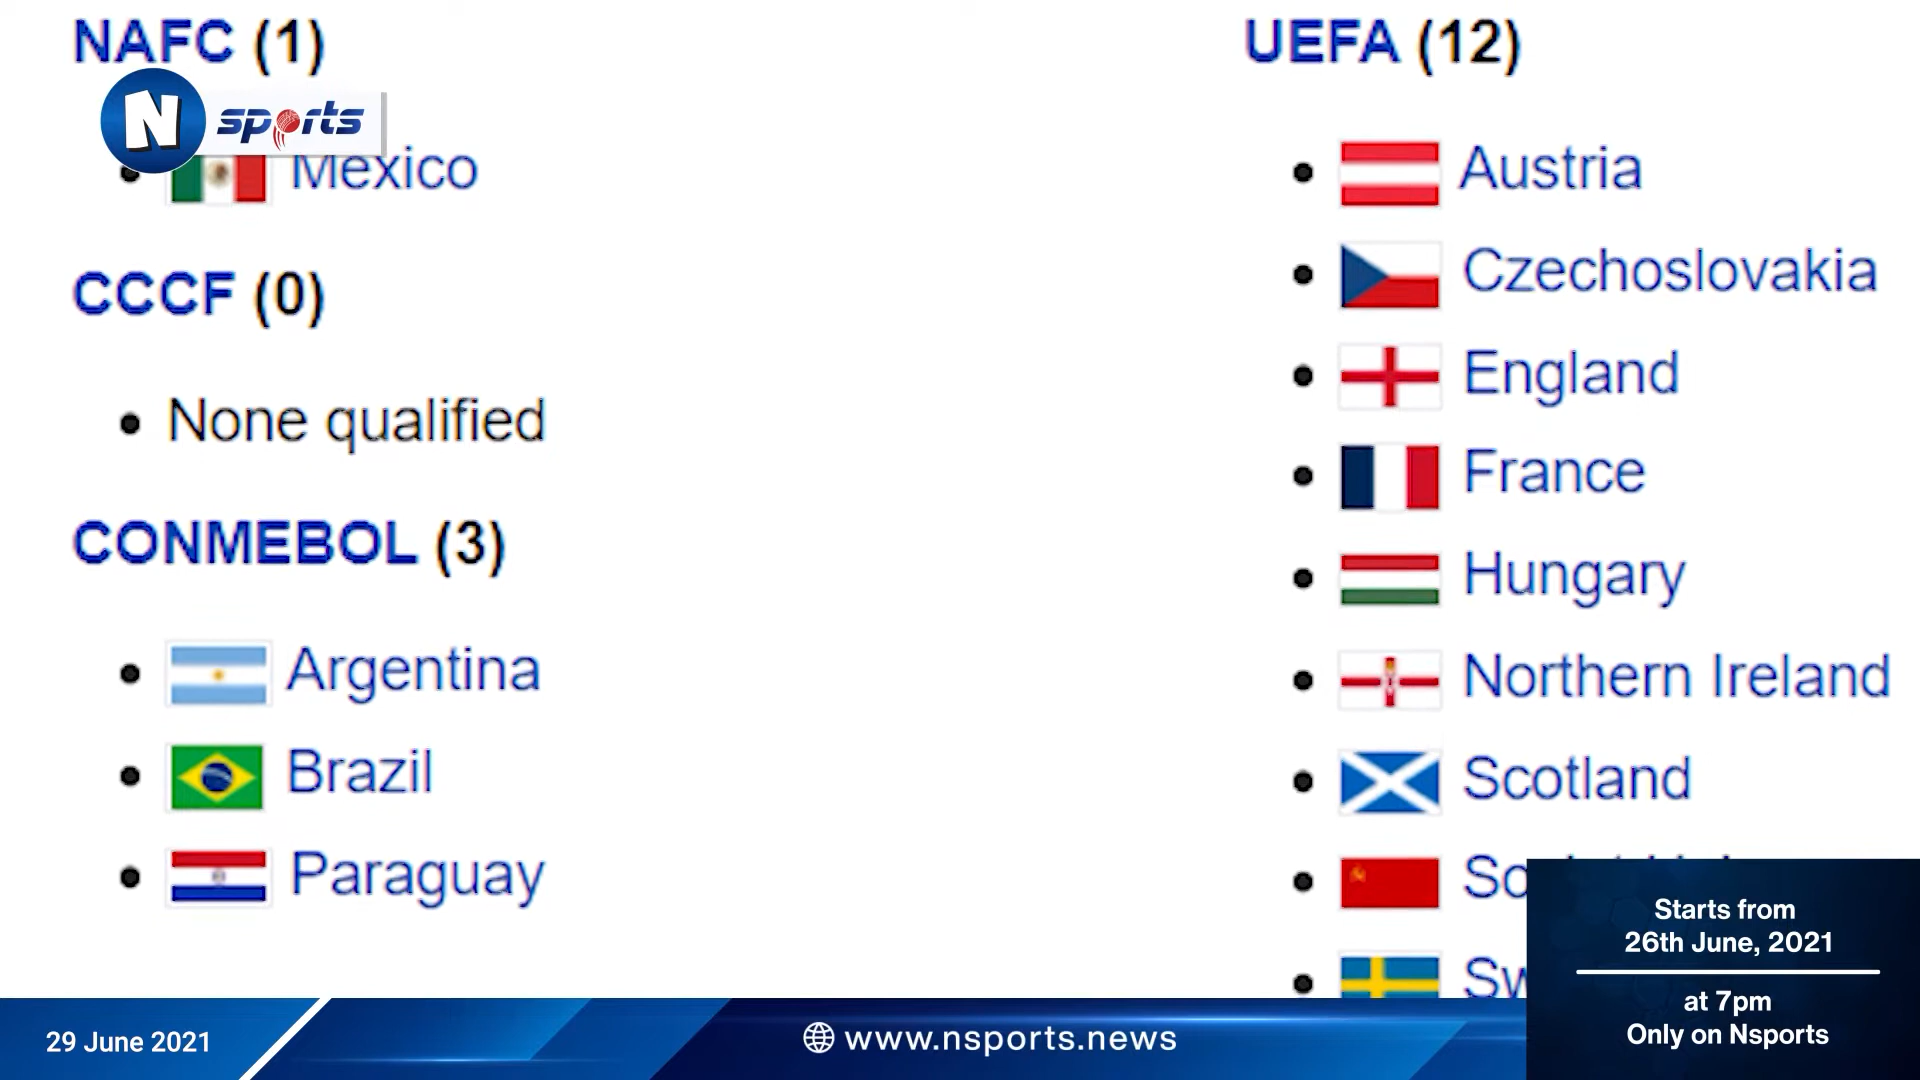 NAFC (1)
N sports
Mexico
CCCF (0)
None qualified
CONMEBOL (3)
Argentina
Brazil
Paraguay
UEFA (12)
Austria
Czechoslovakia
England
France
Hungary
Northern Ireland
Scotland
Starts from
26th June, 2021
at 7pm
Only on Nsports
29 June 2021
www.nsports.news